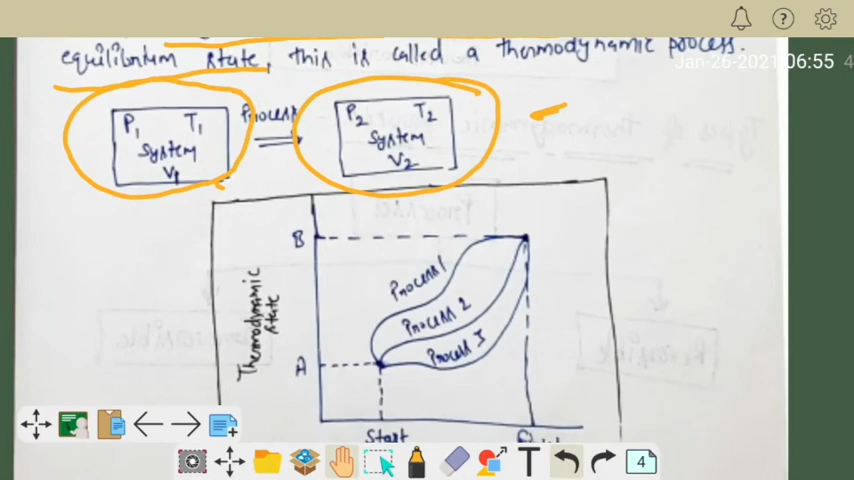 equilibrium state, this is called a thermodynamic process.
Jan-26-2021 06:55 4
P1 T1
System
V1
Process
P2 T2
System
V2
B
Process 1
Process 2
Process 3
Thermodynamic
state
A
Start
T
4